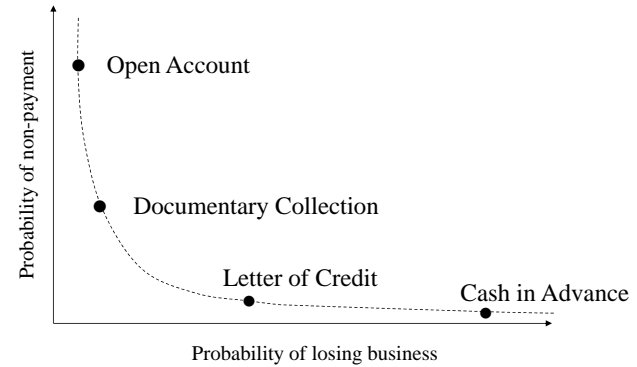 Probability of non-payment
Open Account
Documentary Collection
Letter of Credit
Cash in Advance
Probability of losing business